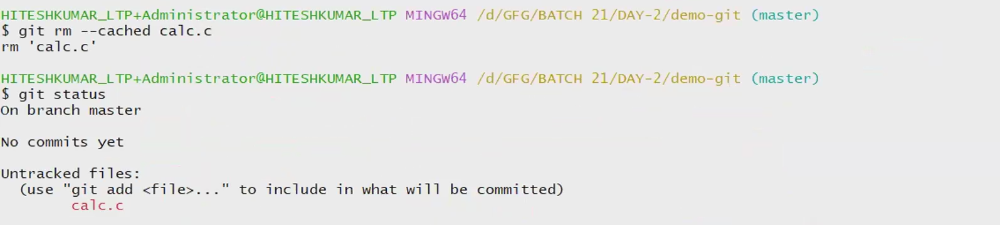 HITESHKUMAR_LTP+Administrator@HITESHKUMAR_LTP MINGW64 /d/GFG/BATCH 21/DAY-2/demo-git (master)
$ git rm --cached calc.c
rm 'calc.c'
HITESHKUMAR_LTP+Administrator@HITESHKUMAR_LTP MINGW64 /d/GFG/BATCH 21/DAY-2/demo-git (master)
$ git status
On branch master
No commits yet
Untracked files:
(use "git add <file>..." to include in what will be committed)
calc.c